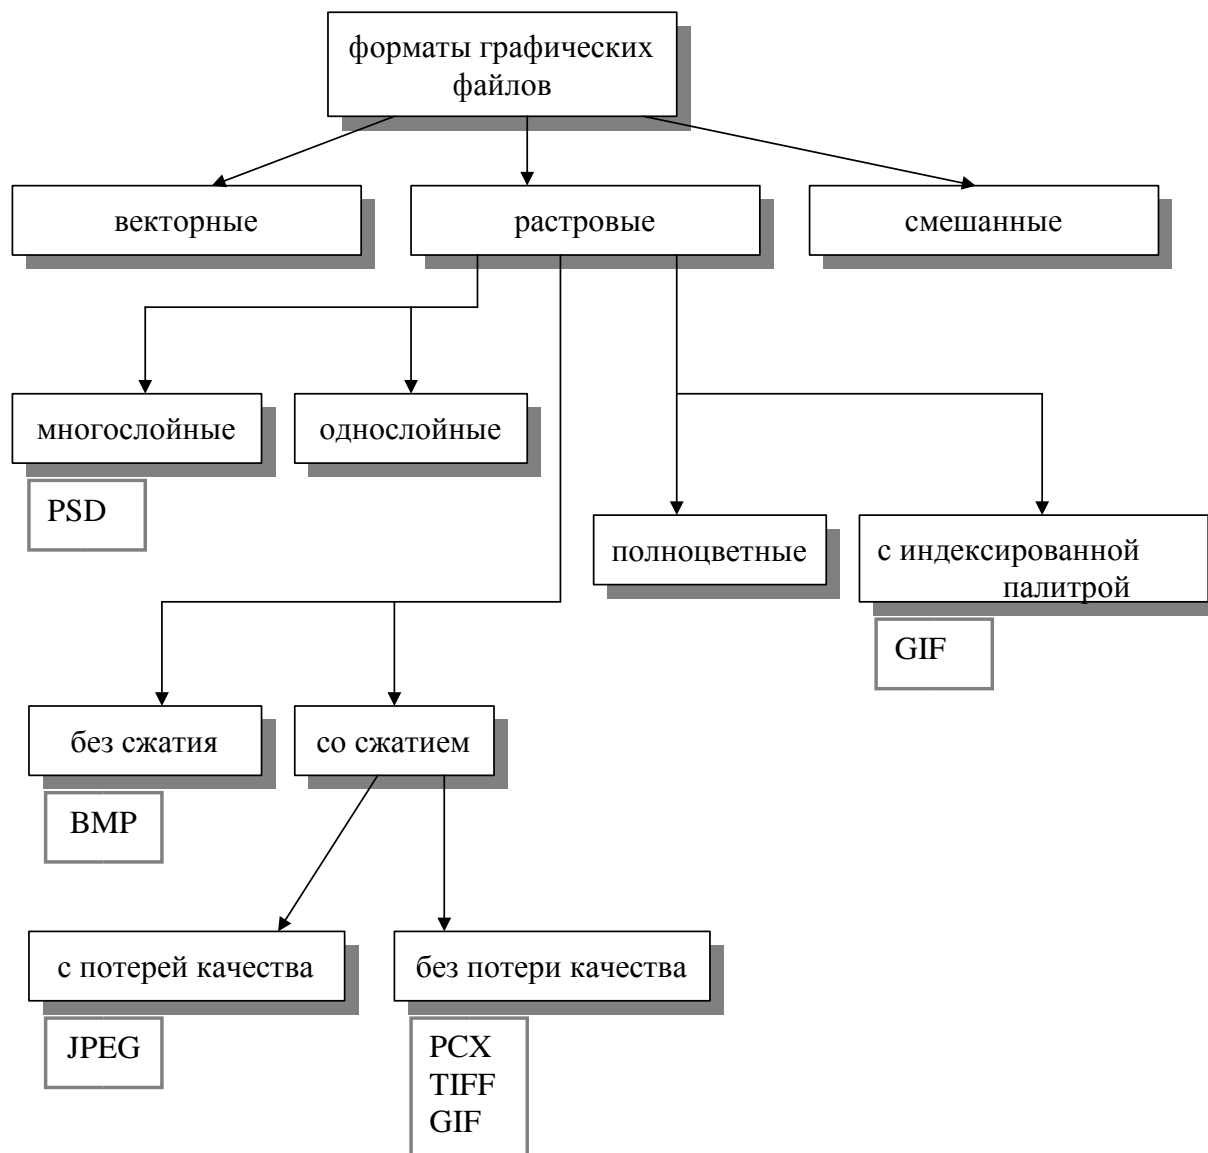 форматы графических
файлов
векторные
растровые
смешанные
многослойные
однослойные
PSD
полноцветные
с индексированной
палитрой
GIF
без сжатия
со сжатием
BMP
с потерей качества
без потери качества
JPEG
PCX
TIFF
GIF